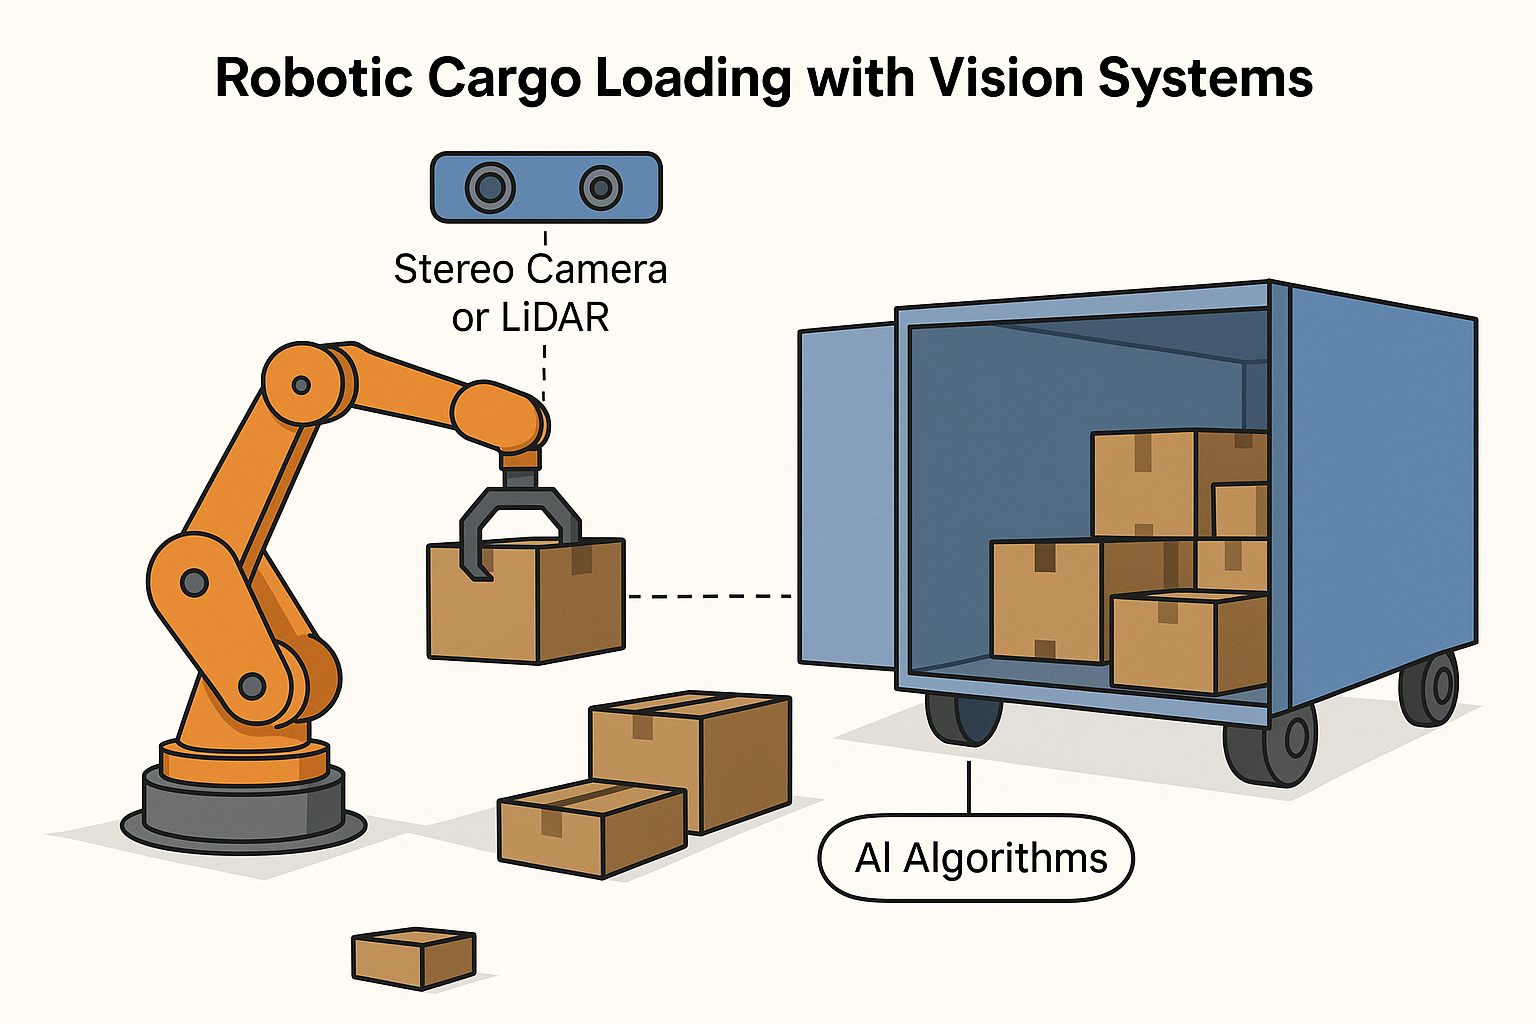 Robotic Cargo Loading with Vision Systems
Stereo Camera
or LiDAR
AI Algorithms